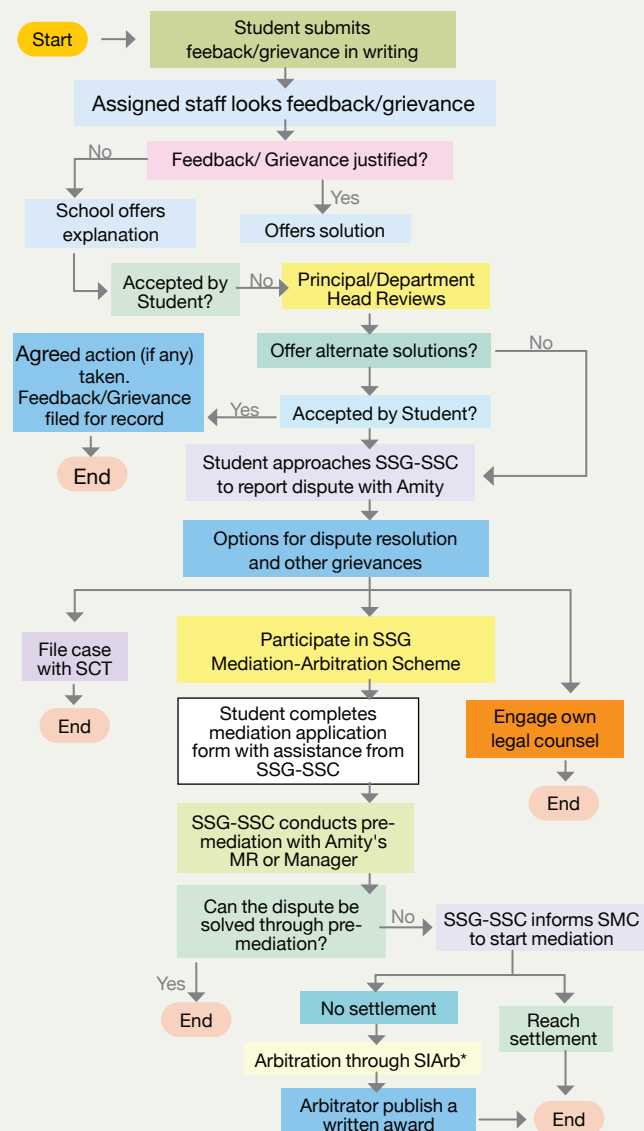 Start
Student submits
feeback/grievance in writing
Assigned staff looks feedback/grievance
No
Feedback/ Grievance justified?
Yes
School offers
explanation
Offers solution
Accepted by
Student?
No
Principal/Department
Head Reviews
Agreed action (if any)
taken.
Feedback/Grievance
filed for record
Offer alternate solutions?
No
Yes
Accepted by Student?
End
Student approaches SSG-SSC
to report dispute with Amity
Options for dispute resolution
and other grievances
File case
with SCT
Participate in SSG
Mediation-Arbitration Scheme
End
Student completes
mediation application
form with assistance from
SSG-SSC
Engage own
legal counsel
End
SSG-SSC conducts pre-
mediation with Amity's
MR or Manager
Can the dispute be
solved through pre-
mediation?
No
SSG-SSC informs SMC
to start mediation
Yes
End
No settlement
Reach
settlement
Arbitration through SIArb*
Arbitrator publish a
written award
End